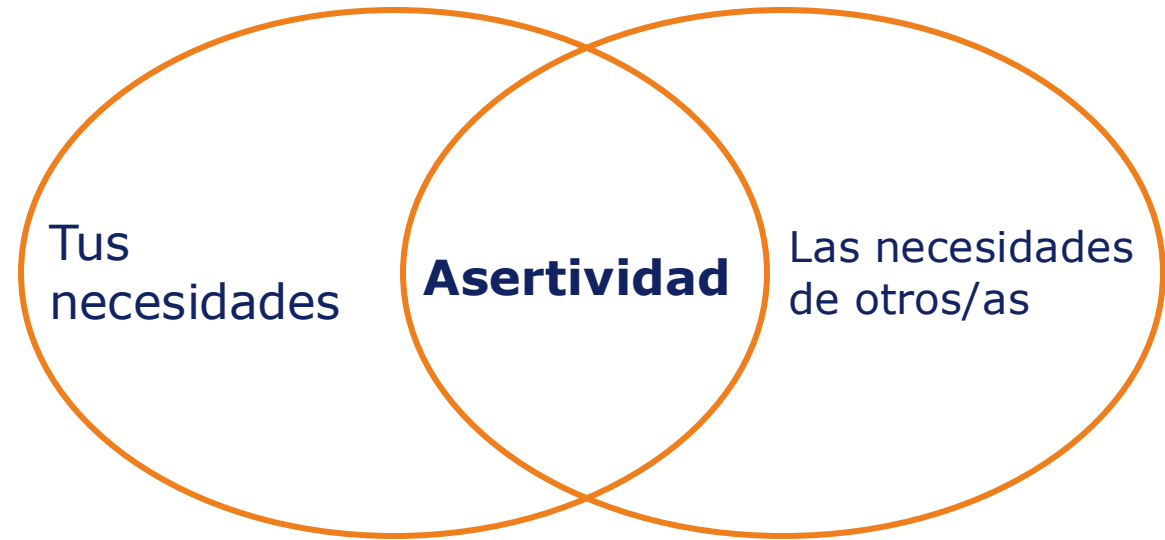 Tus
necesidades
Asertividad
Las necesidades
de otros/as